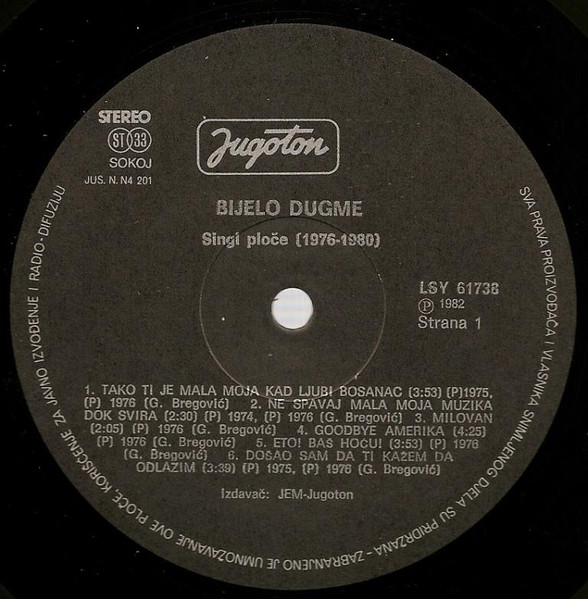 STEREO
ST 33
SOKOJ
JUS. N. N4 201
Jugoton
BIJELO DUGME
Singl ploče (1976-1980)
LSY 61738
Ⓟ 1982
Strana 1
1. TAKO TI JE MALA MOJA KAD LJUBI BOSANAC (3:53) (P)1975,
(P) 1976 (G. Bregović) 2. NE SPAVAJ MALA MOJA MUZIKA
DOK SVIRA (2:30) (P) 1974, (P) 1976 (G. Bregović) 3. MILOVAN
(2:05) (P) 1976 (G. Bregović) 4. GOODBYE AMERIKA (4:25)
(P) 1976 (G. Bregović) 5. ETO! BAŠ HOĆU! (3:53) (P) 1976
(G. Bregović) 6. DOŠAO SAM DA TI KAŽEM DA
ODLAZIM (3:39) (P) 1975, (P) 1976 (G. Bregović)
Izdavač: JEM-Jugoton
SVA PRAVA PROIZVOĐAČA I VLASNIKA SNIMLJENOG DJELA SU PRIDRŽANA - ZABRANJENO JE UMNOŽAVANJE OVE PLOČE, KORIŠĆENJE ZA JAVNO IZVOĐENJE I RADIO-DIFUZIJU